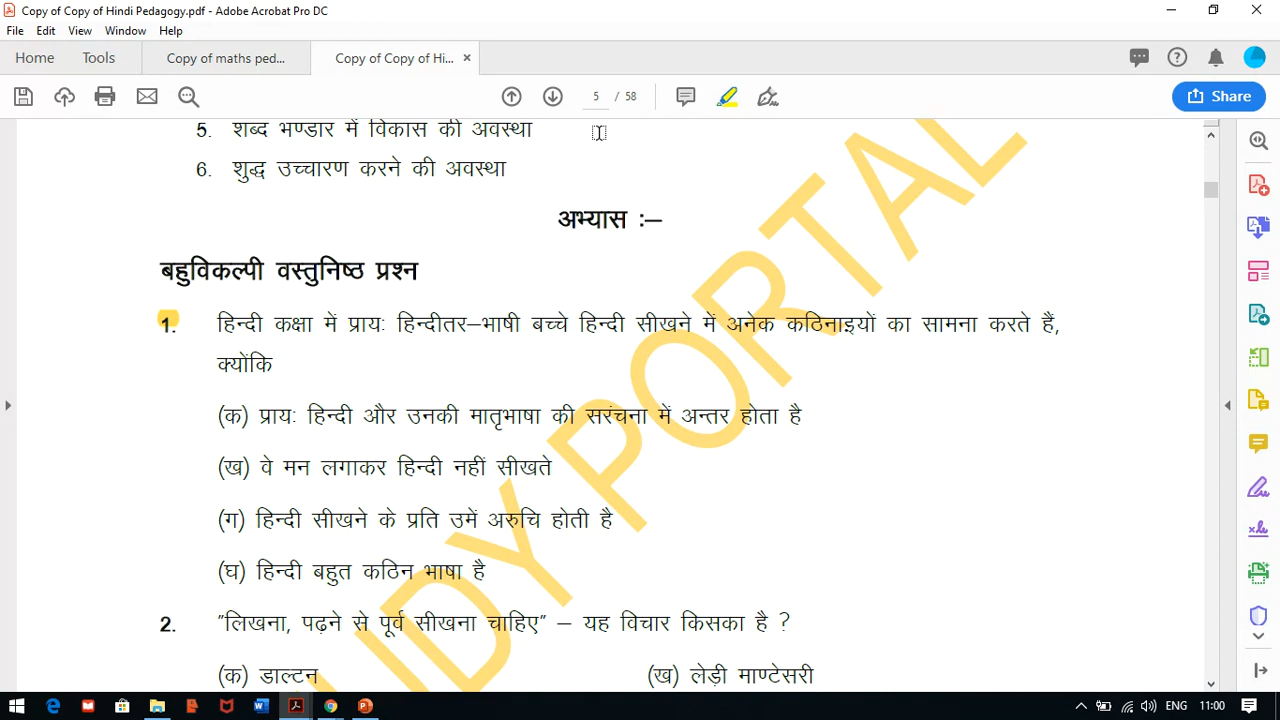 Copy of Copy of Hindi Pedagogy.pdf - Adobe Acrobat Pro DC
File Edit View Window Help
Home Tools Copy of maths ped... Copy of Copy of Hi... ×
5 / 58 Share
5. शब्द भण्डार में विकास की अवस्था
6. शुद्ध उच्चारण करने की अवस्था
अभ्यास :–
बहुविकल्पी वस्तुनिष्ठ प्रश्न
1. हिन्दी कक्षा में प्रायः हिन्दीतर–भाषी बच्चे हिन्दी सीखने में अनेक कठिनाइयों का सामना करते हैं,
क्योंकि
(क) प्रायः हिन्दी और उनकी मातृभाषा की सरंचना में अन्तर होता है
(ख) वे मन लगाकर हिन्दी नहीं सीखते
(ग) हिन्दी सीखने के प्रति उमें अरुचि होती है
(घ) हिन्दी बहुत कठिन भाषा है
2. "लिखना, पढ़ने से पूर्व सीखना चाहिए" – यह विचार किसका है ?
(क) डाल्टन (ख) लेड़ी माण्टेसरी
UDY PORTAL
ENG 11:00